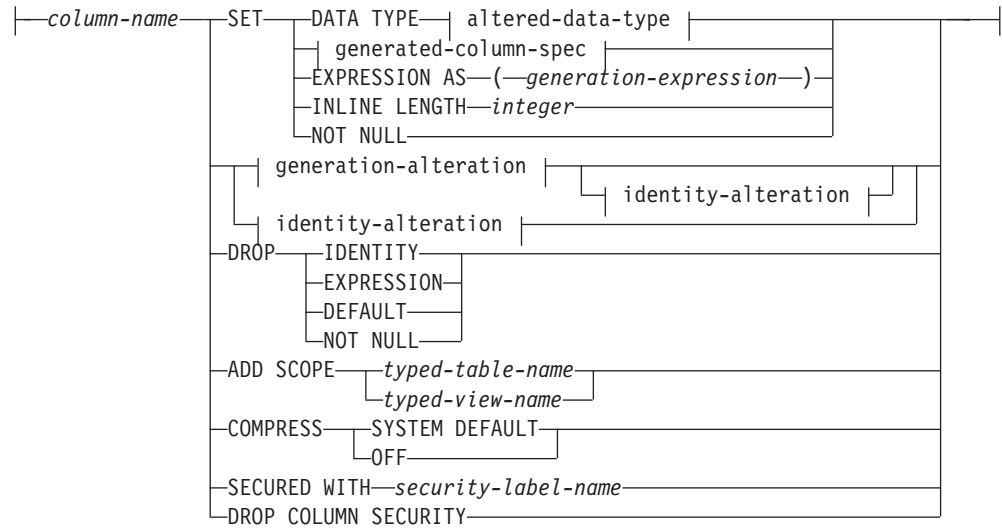 column-name SET DATA TYPE altered-data-type
generated-column-spec
EXPRESSION AS ( generation-expression )
INLINE LENGTH integer
NOT NULL
generation-alteration
identity-alteration
identity-alteration
DROP IDENTITY
EXPRESSION
DEFAULT
NOT NULL
ADD SCOPE typed-table-name
typed-view-name
COMPRESS SYSTEM DEFAULT
OFF
SECURED WITH security-label-name
DROP COLUMN SECURITY